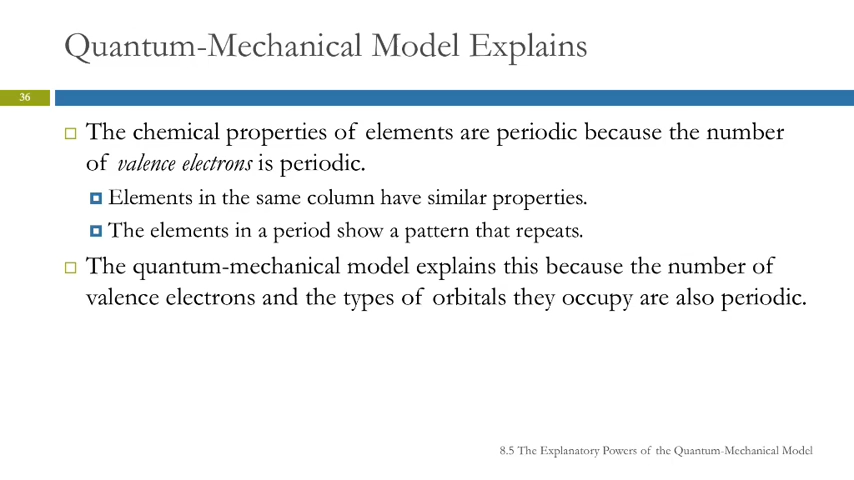 Quantum-Mechanical Model Explains
36
The chemical properties of elements are periodic because the number
of valence electrons is periodic.
Elements in the same column have similar properties.
The elements in a period show a pattern that repeats.
The quantum-mechanical model explains this because the number of
valence electrons and the types of orbitals they occupy are also periodic.
8.5 The Explanatory Powers of the Quantum-Mechanical Model